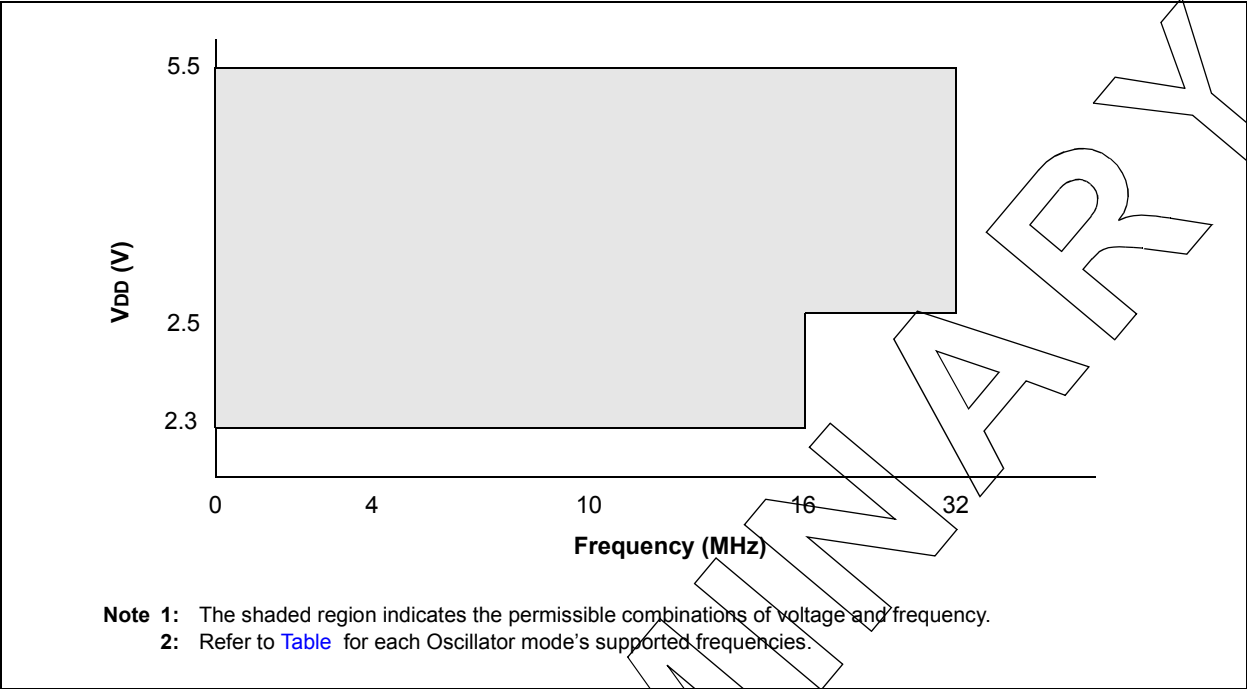 5.5
VDD (V)
2.5
2.3
0 4 10 16 32
Frequency (MHz)
Note 1: The shaded region indicates the permissible combinations of voltage and frequency.
2: Refer to Table for each Oscillator mode's supported frequencies.
INARY